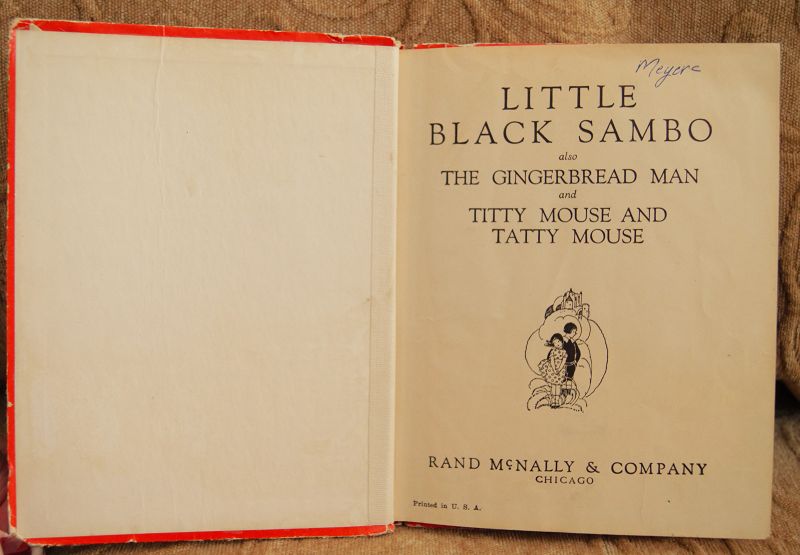 Meyers
LITTLE
BLACK SAMBO
also
THE GINGERBREAD MAN
and
TITTY MOUSE AND
TATTY MOUSE
RAND McNALLY & COMPANY
CHICAGO
Printed in U. S. A.